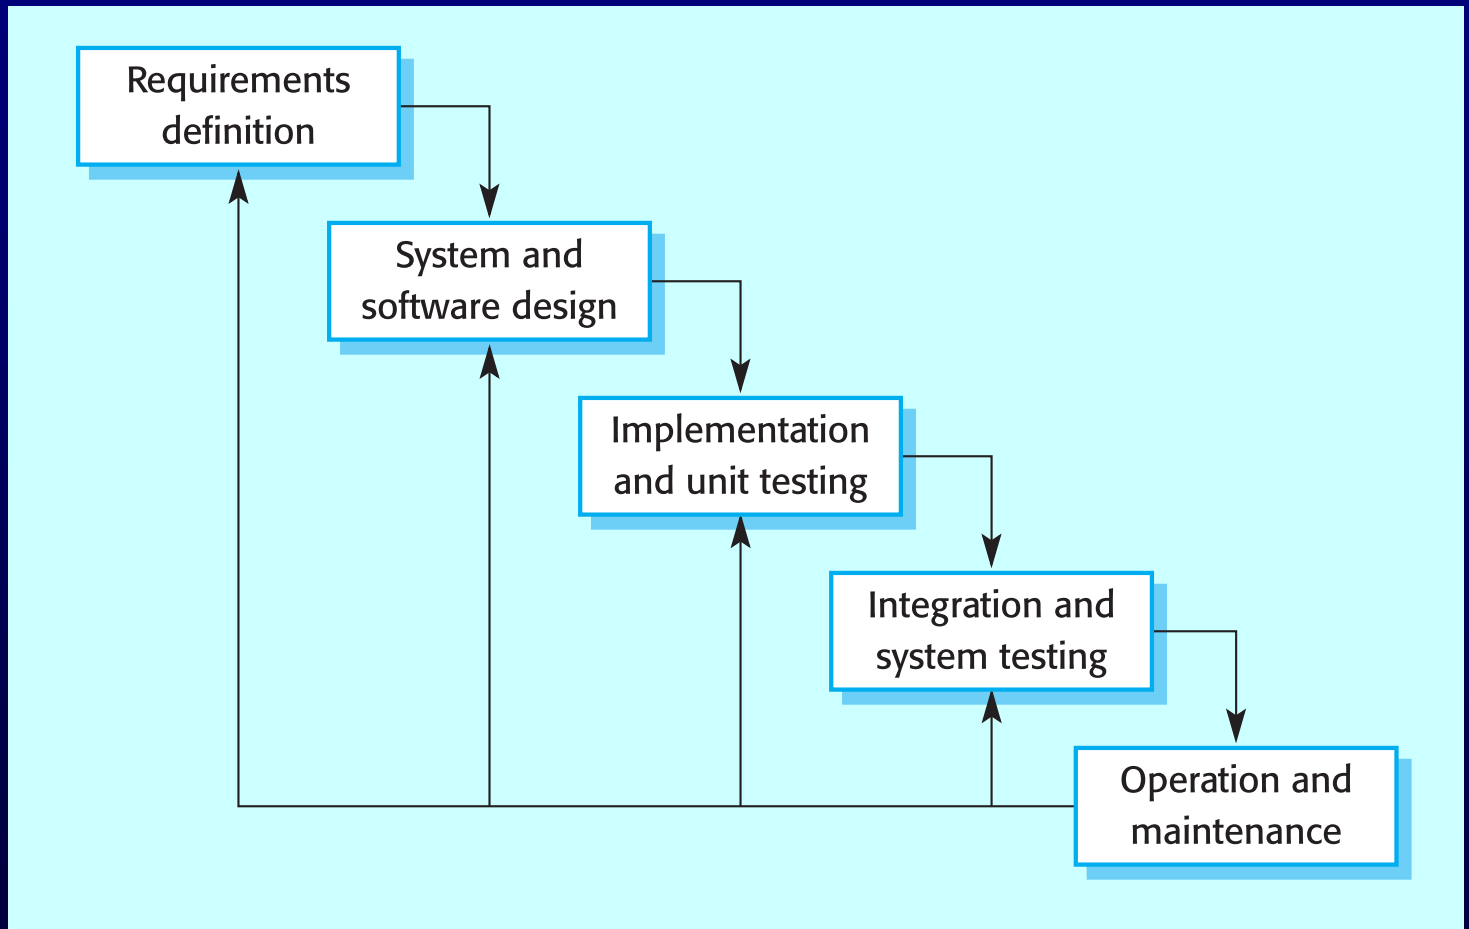 Requirements
definition
System and
software design
Implementation
and unit testing
Integration and
system testing
Operation and
maintenance